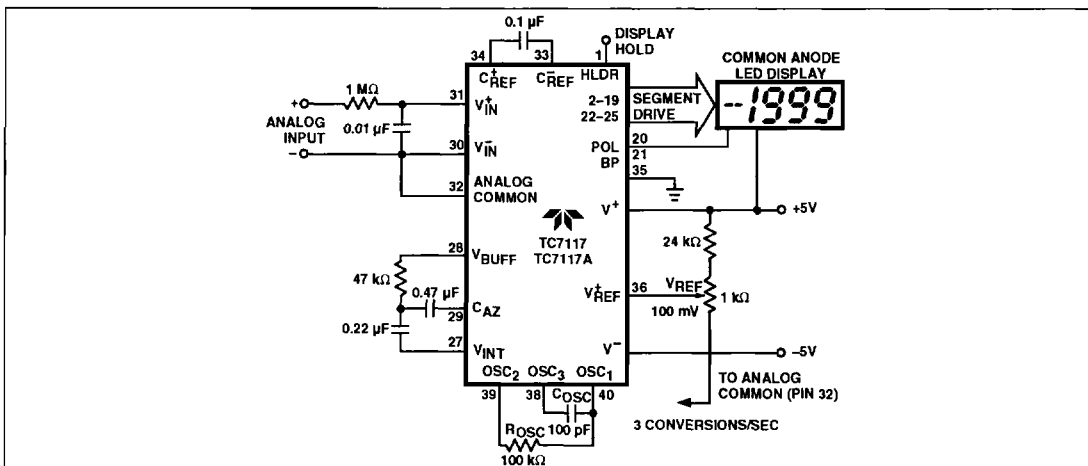 0.1 µF
34
33
1
DISPLAY
HOLD
C+REF
C−REF
HLDR
COMMON ANODE
LED DISPLAY
-1999
2–19
22–25
SEGMENT
DRIVE
+
ANALOG
INPUT
–
1 MΩ
0.01 µF
31
V+IN
30
V−IN
32
ANALOG
COMMON
POL
20
BP
21
35
V+
+5V
TC7117
TC7117A
24 kΩ
28
VBUFF
47 kΩ
0.47 µF
CAZ
29
0.22 µF
27
VINT
V+REF
36
VREF
100 mV
1 kΩ
V−
–5V
OSC2
OSC3
OSC1
39
38
COSC
40
100 pF
ROSC
100 kΩ
TO ANALOG
COMMON (PIN 32)
3 CONVERSIONS/SEC